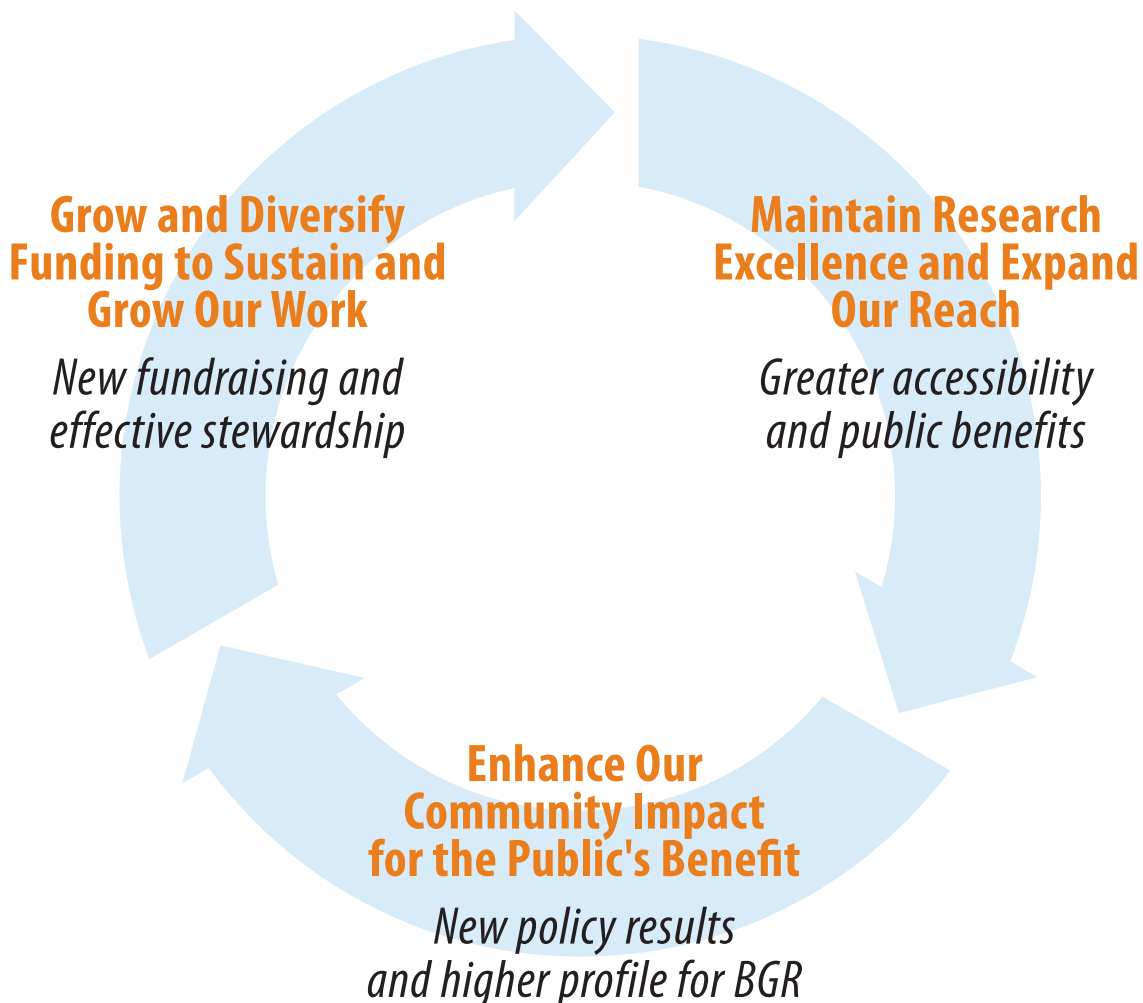 Grow and Diversify
Funding to Sustain and
Grow Our Work
New fundraising and
effective stewardship
Maintain Research
Excellence and Expand
Our Reach
Greater accessibility
and public benefits
Enhance Our
Community Impact
for the Public's Benefit
New policy results
and higher profile for BGR